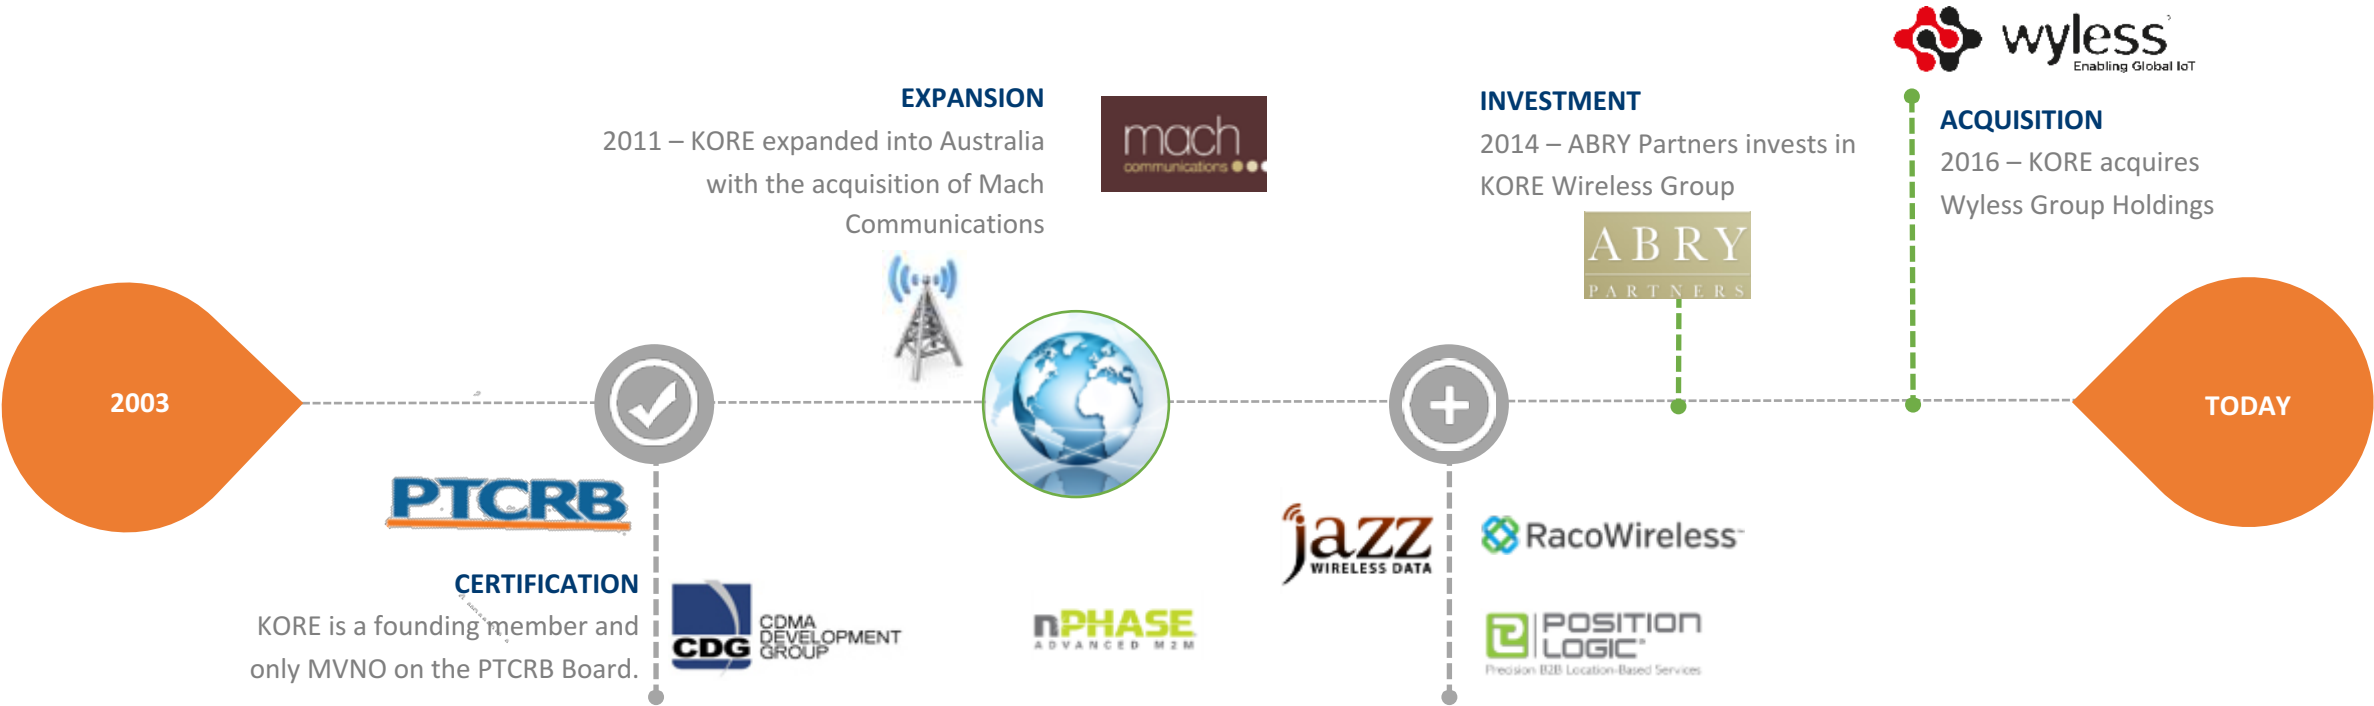 wyless
Enabling Global IoT
EXPANSION
2011 – KORE expanded into Australia
with the acquisition of Mach
Communications
mach
communications
INVESTMENT
2014 – ABRY Partners invests in
KORE Wireless Group
ABRY
PARTNERS
ACQUISITION
2016 – KORE acquires
Wyless Group Holdings
2003
TODAY
PTCRB
CERTIFICATION
KORE is a founding member and
only MVNO on the PTCRB Board.
CDG
CDMA
DEVELOPMENT
GROUP
nPHASE
ADVANCED M2M
jazz
WIRELESS DATA
RacoWireless
POSITION
LOGIC
Precision B2B Location-Based Services